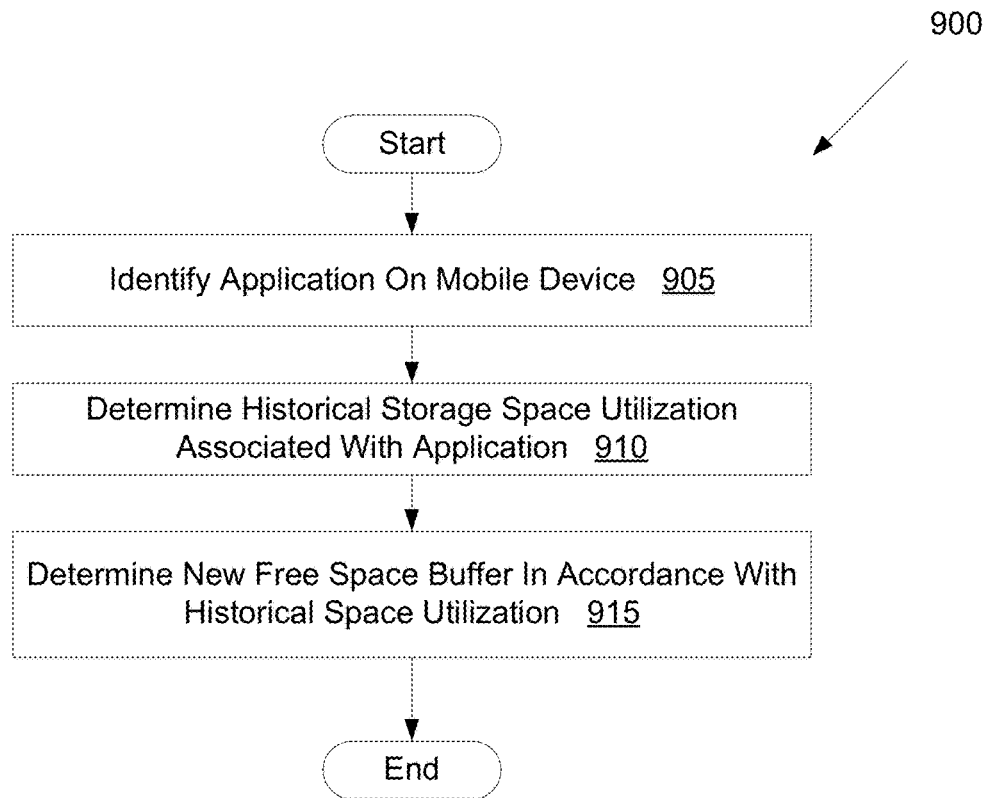 900
Start
Identify Application On Mobile Device 905
Determine Historical Storage Space Utilization
Associated With Application 910
Determine New Free Space Buffer In Accordance With
Historical Space Utilization 915
End